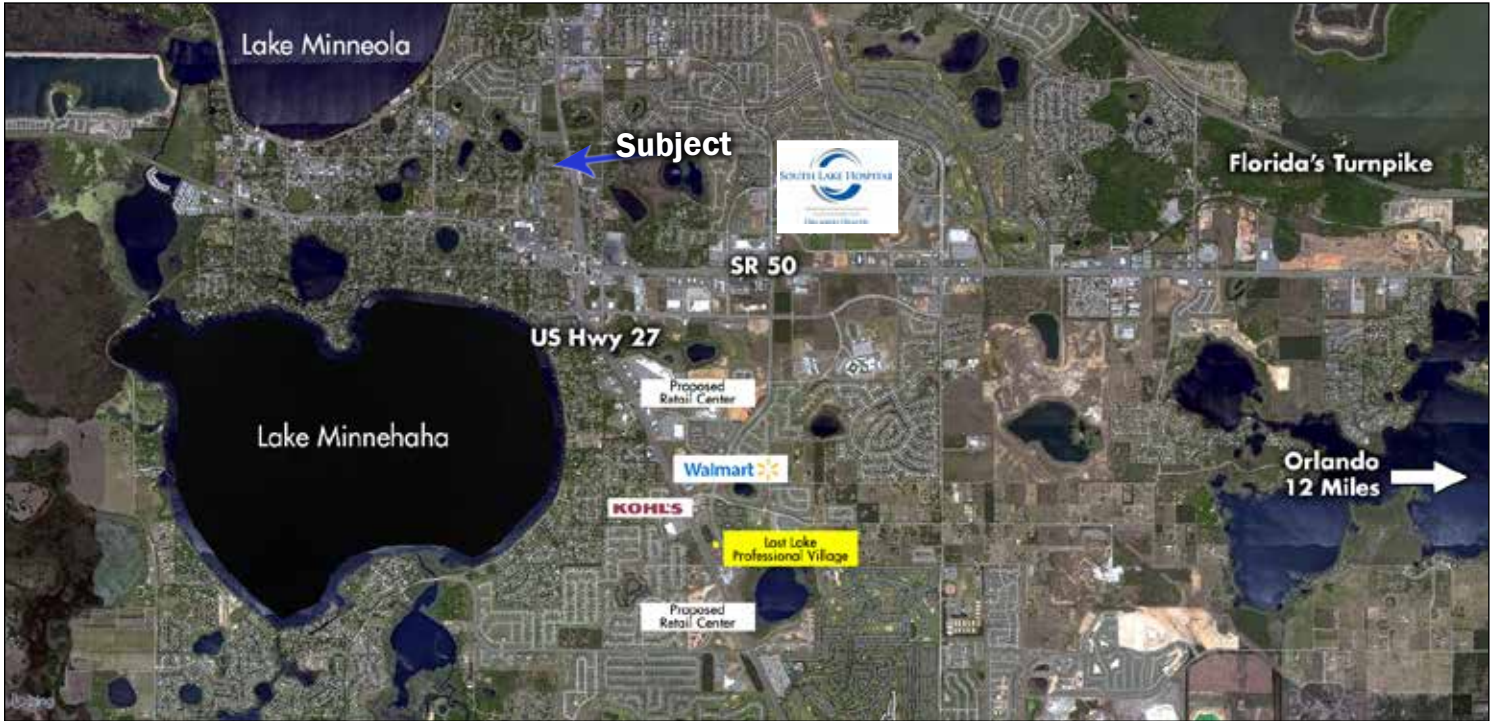 Lake Minneola
Subject
SOUTH LAKE HOSPITAL
Florida's Turnpike
SR 50
US Hwy 27
Proposed
Retail Center
Lake Minnehaha
Walmart
Orlando
12 Miles
KOHL'S
Lost Lake
Professional Village
Proposed
Retail Center